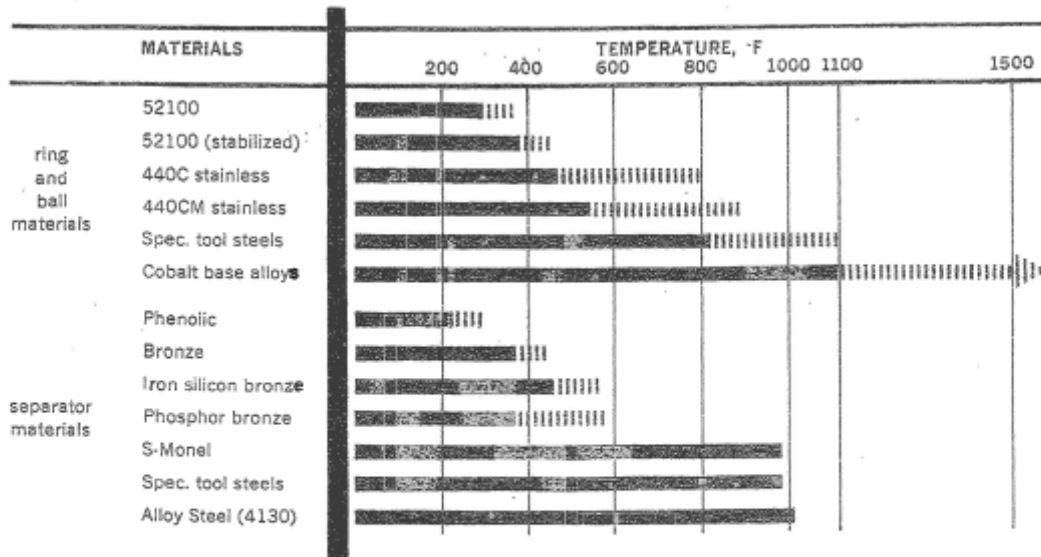 MATERIALS
TEMPERATURE, °F
200 400 600 800 1000 1100 1500
ring
and
ball
materials
52100
52100 (stabilized)
440C stainless
440CM stainless
Spec. tool steels
Cobalt base alloys
separator
materials
Phenolic
Bronze
Iron silicon bronze
Phosphor bronze
S-Monel
Spec. tool steels
Alloy Steel (4130)